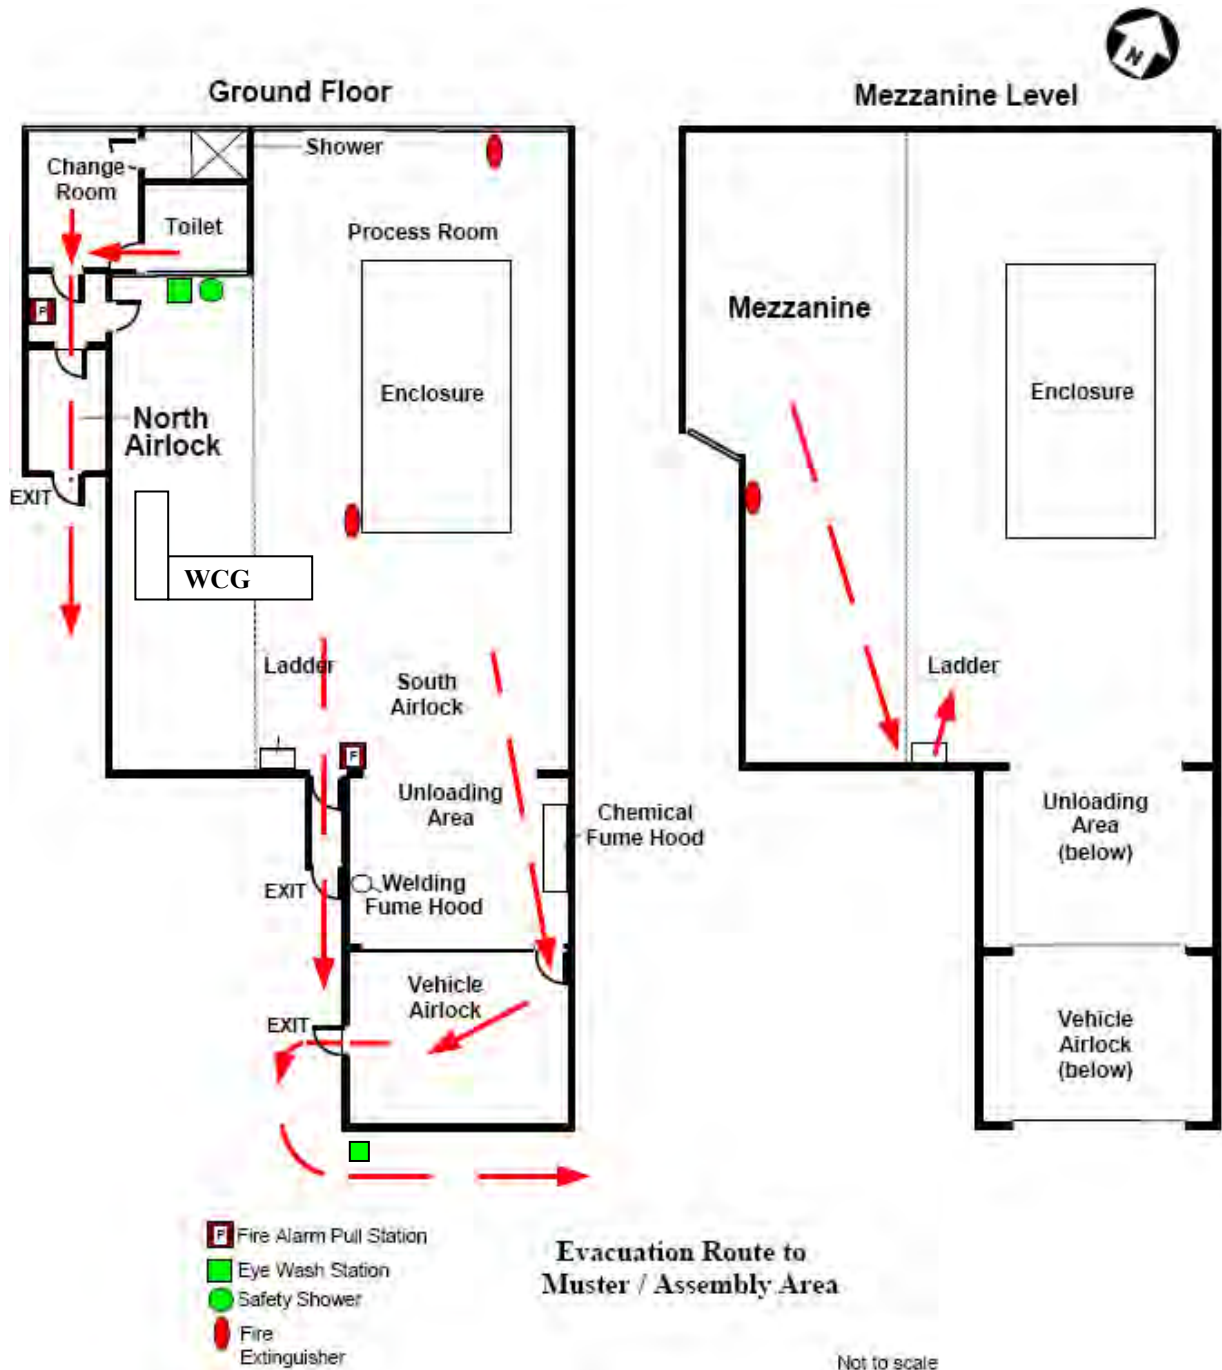 N
Ground Floor
Mezzanine Level
Change
Room
Shower
Toilet
Process Room
P
Enclosure
North
Airlock
EXIT
WCG
Ladder
South
Airlock
F
Unloading
Area
Chemical
Fume Hood
EXIT
Welding
Fume Hood
Vehicle
Airlock
EXIT
Mezzanine
Enclosure
Ladder
Unloading
Area
(below)
Vehicle
Airlock
(below)
P Fire Alarm Pull Station
Eye Wash Station
Safety Shower
Fire
Extinguisher
Evacuation Route to
Muster / Assembly Area
Not to scale